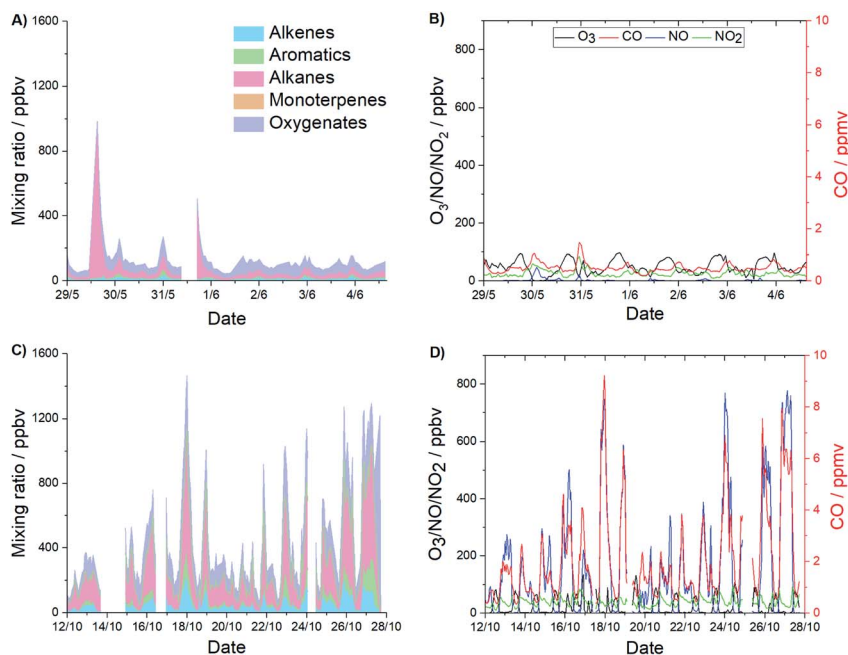 A)
1600
1200
800
400
0
Mixing ratio / ppbv
Alkenes
Aromatics
Alkanes
Monoterpenes
Oxygenates
29/5 30/5 31/5 1/6 2/6 3/6 4/6
Date
B)
O3 CO NO NO2
800
600
400
200
0
O3/NO/NO2 / ppbv
10
8
6
4
2
0
CO / ppmv
29/5 30/5 31/5 1/6 2/6 3/6 4/6
Date
C)
1600
1200
800
400
0
Mixing ratio / ppbv
12/10 14/10 16/10 18/10 20/10 22/10 24/10 26/10 28/10
Date
D)
800
600
400
200
0
O3/NO/NO2 / ppbv
10
8
6
4
2
0
CO / ppmv
12/10 14/10 16/10 18/10 20/10 22/10 24/10 26/10 28/10
Date